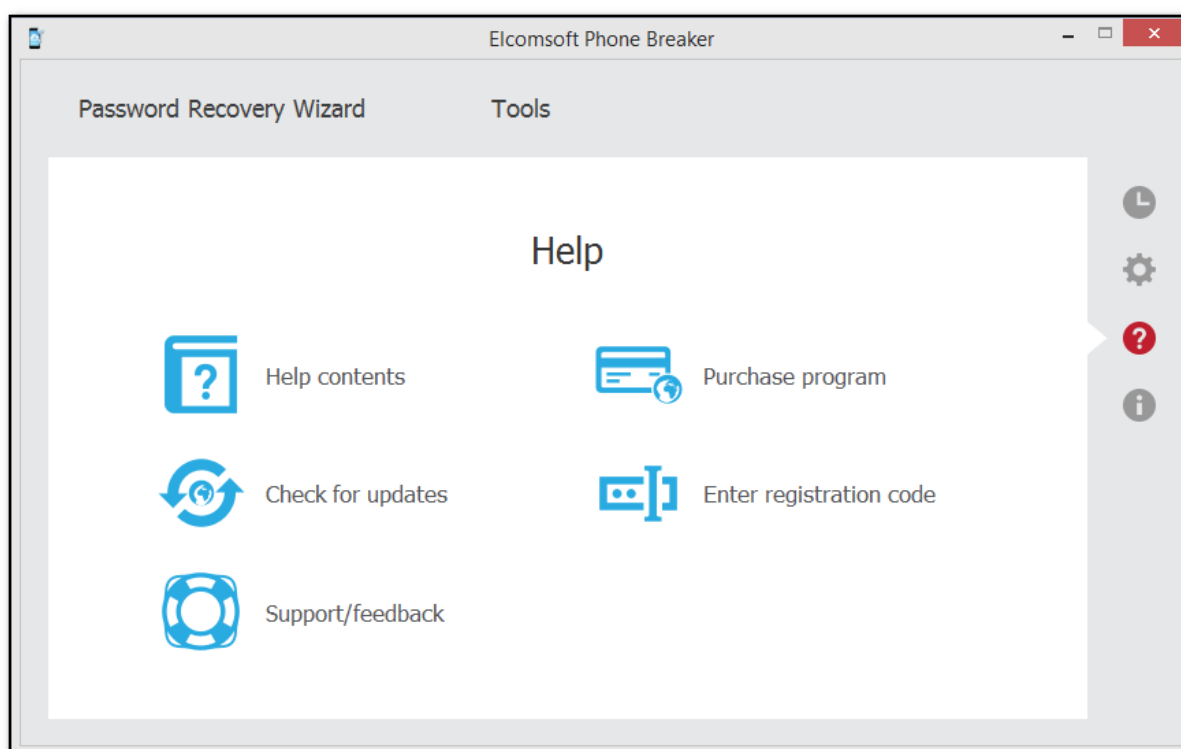 Elcomsoft Phone Breaker
Password Recovery Wizard
Tools
Help
Help contents
Purchase program
Check for updates
Enter registration code
Support/feedback